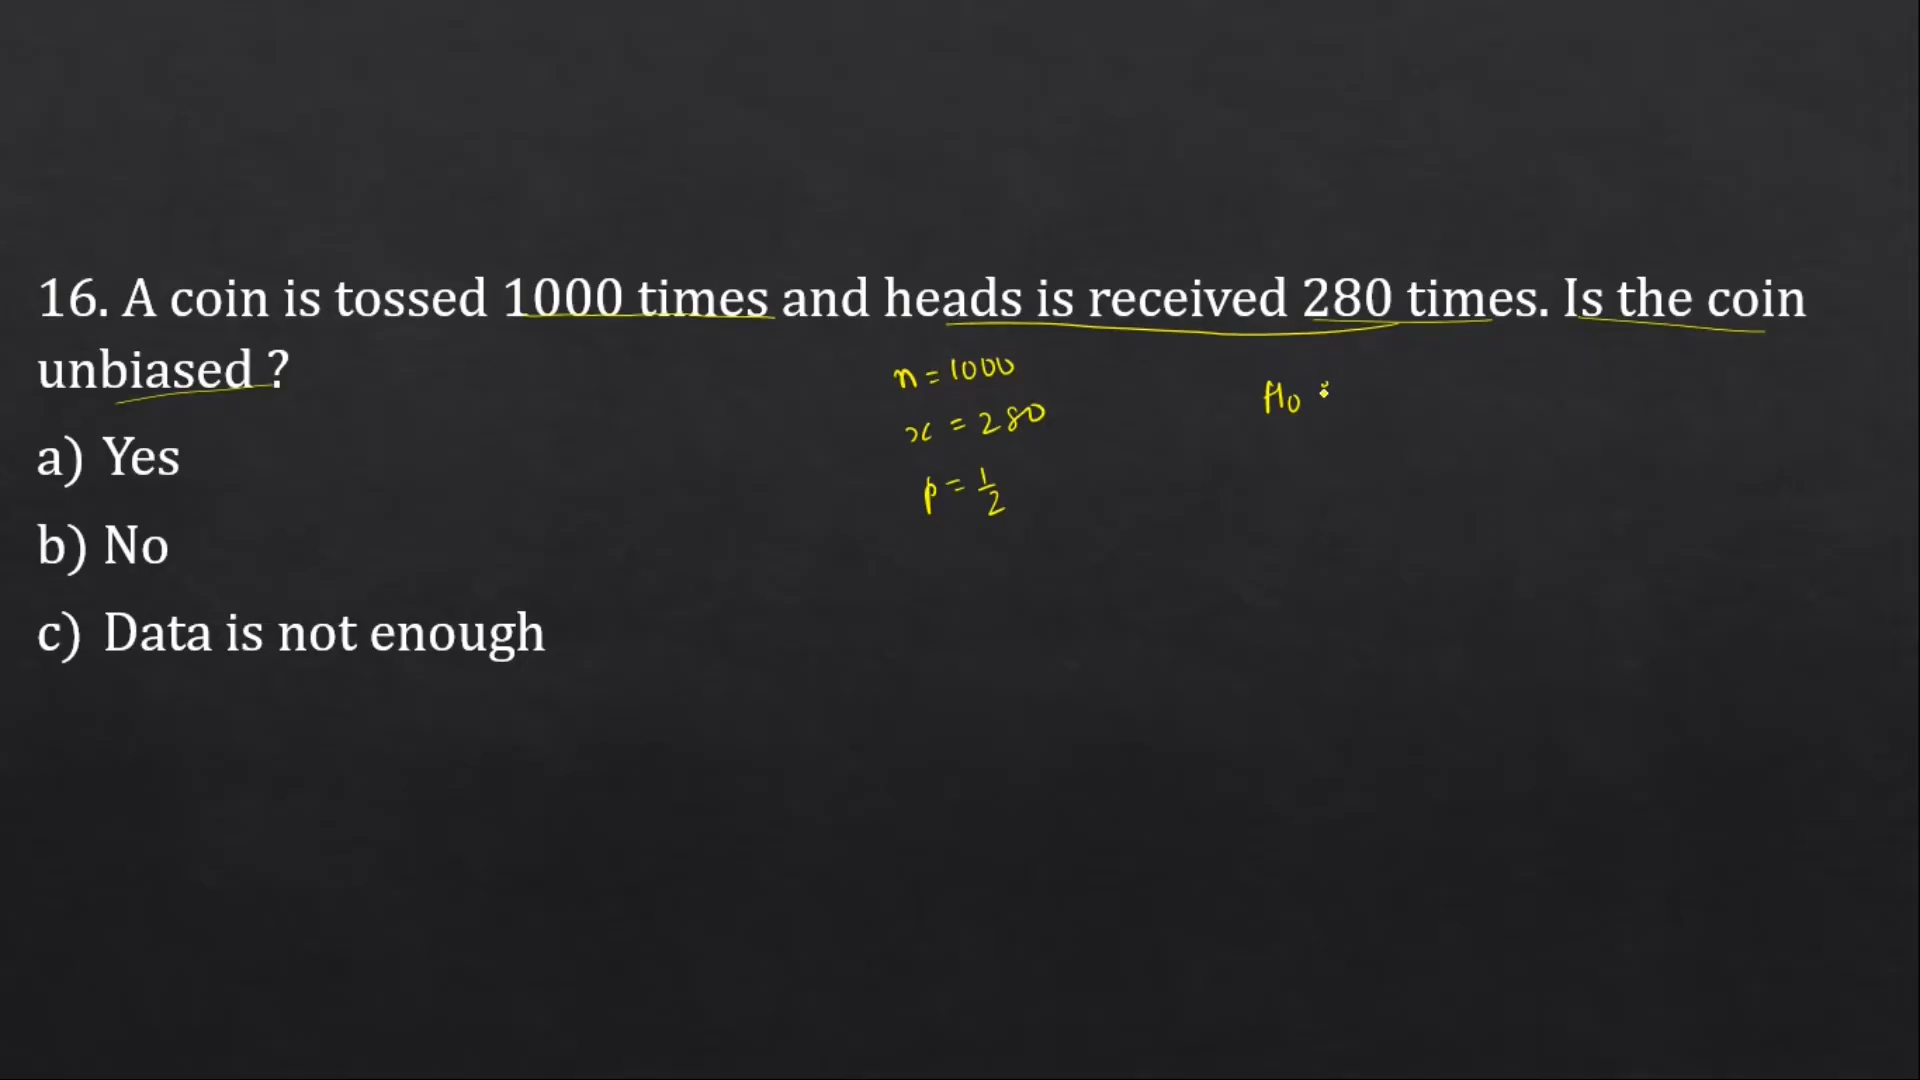 16. A coin is tossed 1000 times and heads is received 280 times. Is the coin
unbiased ?
n = 1000
x = 280
p = 1/2
H₀ :
a) Yes
b) No
c) Data is not enough